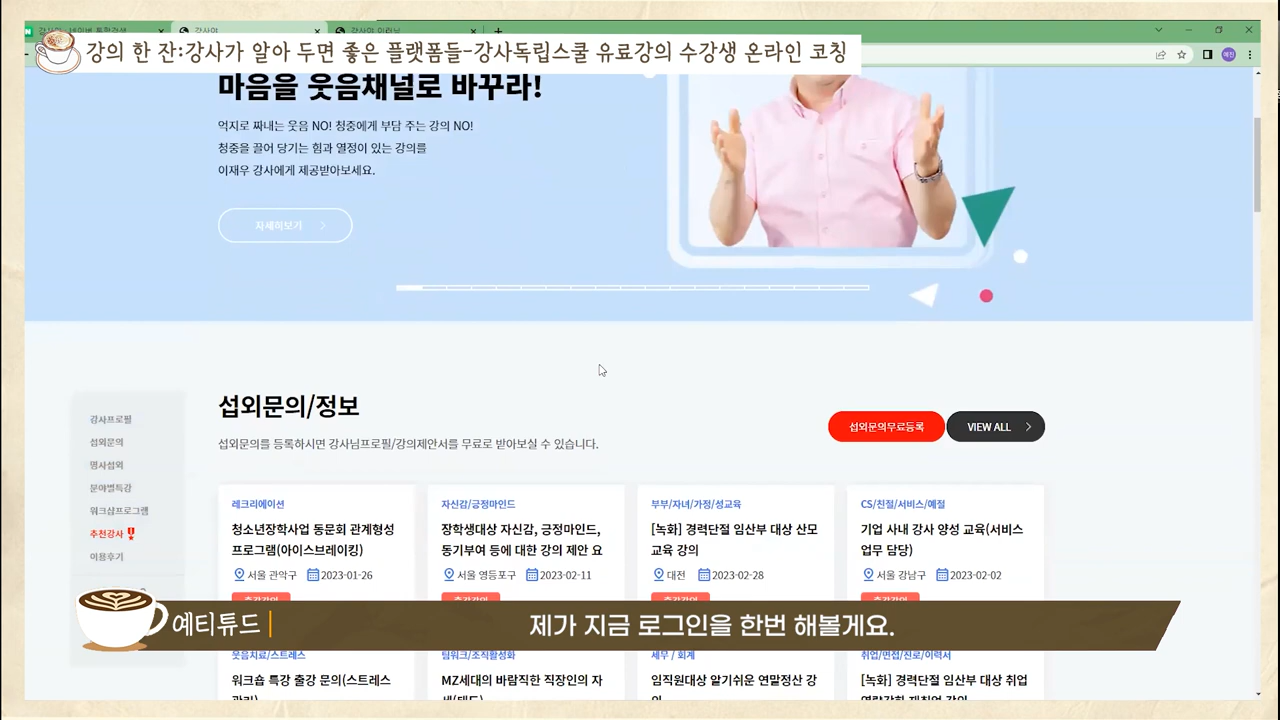 강의 한 잔:강사가 알아 두면 좋은 플랫폼들-강사독립스쿨 유료강의 수강생 온라인 코칭
마음을 웃음채널로 바꾸라!
억지로 짜내는 웃음 NO! 청중에게 부담 주는 강의 NO!
청중을 끌어 당기는 힘과 열정이 있는 강의를
이재우 강사에게 제공받아보세요.
자세히보기
강사프로필
섭외문의
명사섭외
분야별특강
워크샵프로그램
추천강사
이용후기
섭외문의/정보
섭외문의를 등록하시면 강사님프로필/강의제안서를 무료로 받아보실 수 있습니다.
섭외문의무료등록
VIEW ALL
레크리에이션
청소년장학사업 동문회 관계형성
프로그램(아이스브레이킹)
서울 관악구 2023-01-26
자신감/긍정마인드
장학생대상 자신감, 긍정마인드,
동기부여 등에 대한 강의 제안 요
서울 영등포구 2023-02-11
부부/자녀/가정/성교육
[녹화] 경력단절 임산부 대상 산모
교육 강의
대전 2023-02-28
CS/친절/서비스/예절
기업 사내 강사 양성 교육(서비스
업무 담당)
서울 강남구 2023-02-02
예티튜드
제가 지금 로그인을 한번 해볼게요.
웃음치료/스트레스
워크숍 특강 출강 문의(스트레스
관리)
팀워크/조직활성화
MZ세대의 바람직한 직장인의 자
세무 / 회계
임직원대상 알기쉬운 연말정산 강
취업/면접/진로/이력서
[녹화] 경력단절 임산부 대상 취업